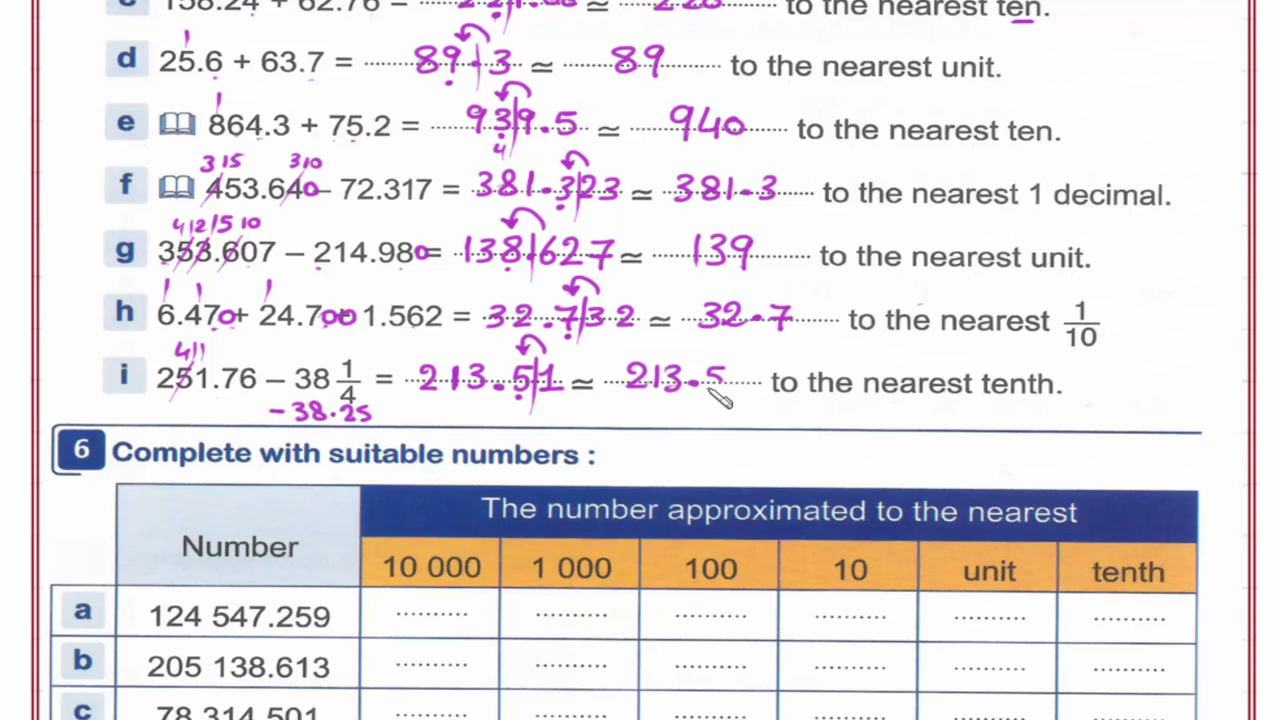 158.24 + 62.76 = ≃ to the nearest ten.
d 25.6 + 63.7 = 89.3 ≃ 89 to the nearest unit.
e 864.3 + 75.2 = 939.5 ≃ 940 to the nearest ten.
f 453.640 – 72.317 = 381.323 ≃ 381.3 to the nearest 1 decimal.
g 353.607 – 214.980 = 138.627 ≃ 139 to the nearest unit.
h 6.470 + 24.700 + 1.562 = 32.732 ≃ 32.7 to the nearest 1/10
i 251.76 – 38 1/4 = 213.51 ≃ 213.5 to the nearest tenth.
- 38.25
6 Complete with suitable numbers :
Number The number approximated to the nearest
10 000 1 000 100 10 unit tenth
a 124 547.259
b 205 138.613
c 78 314.501